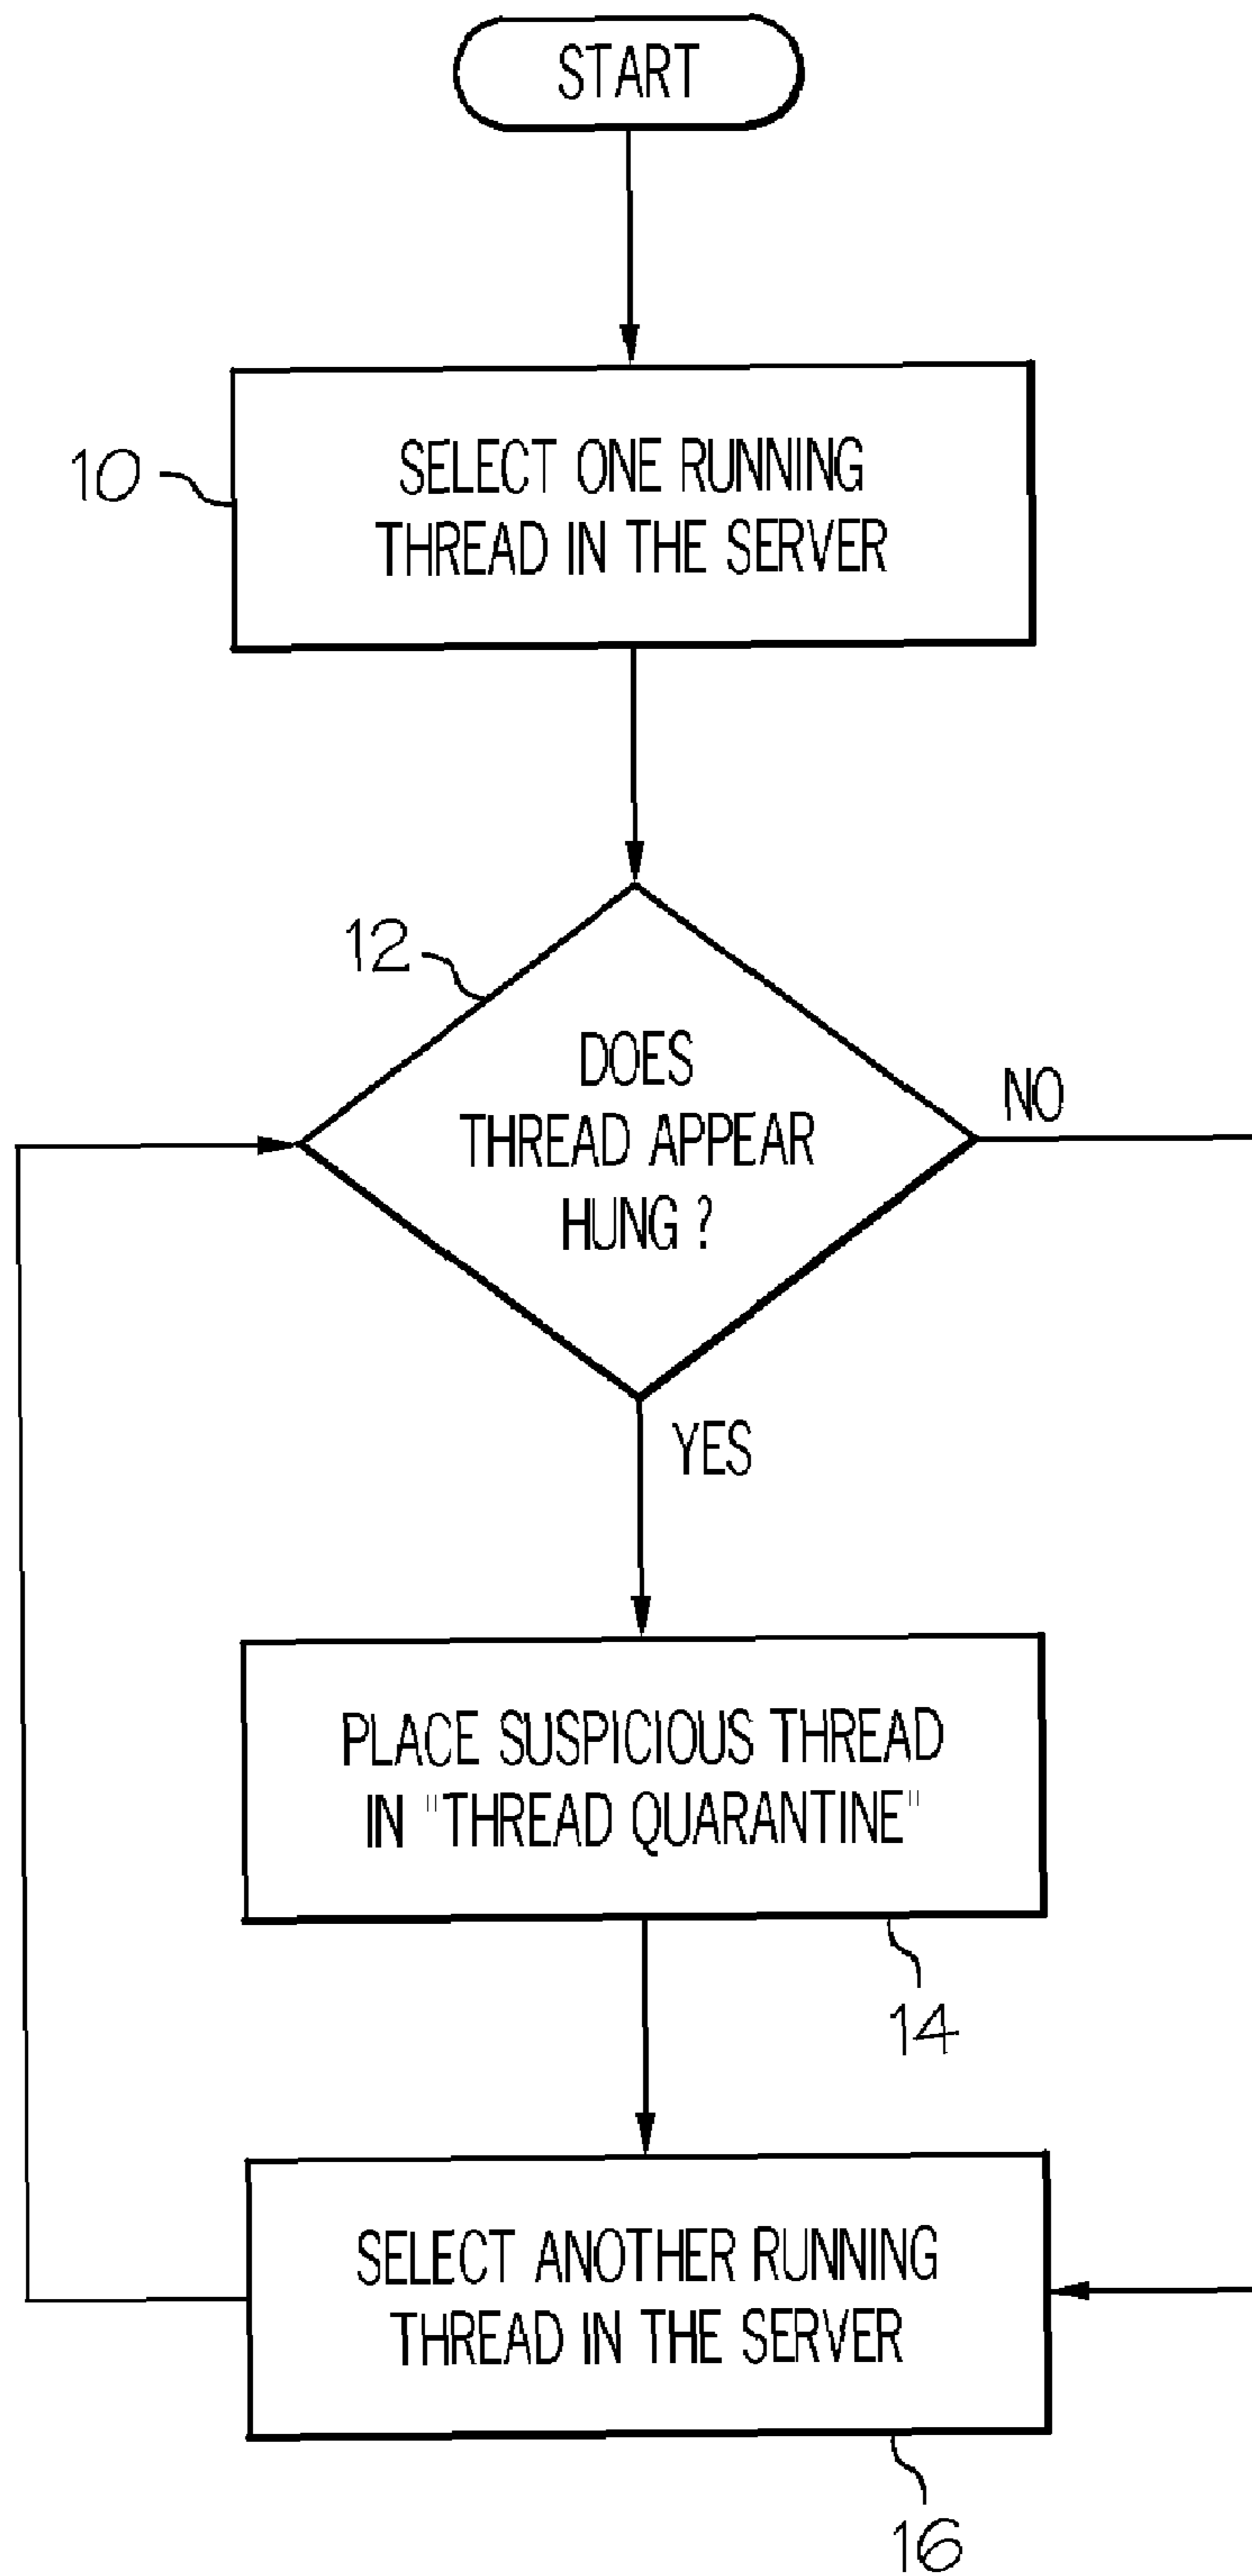 START
10
SELECT ONE RUNNING
THREAD IN THE SERVER
12
DOES
THREAD APPEAR
HUNG ?
NO
YES
PLACE SUSPICIOUS THREAD
IN "THREAD QUARANTINE"
14
SELECT ANOTHER RUNNING
THREAD IN THE SERVER
16